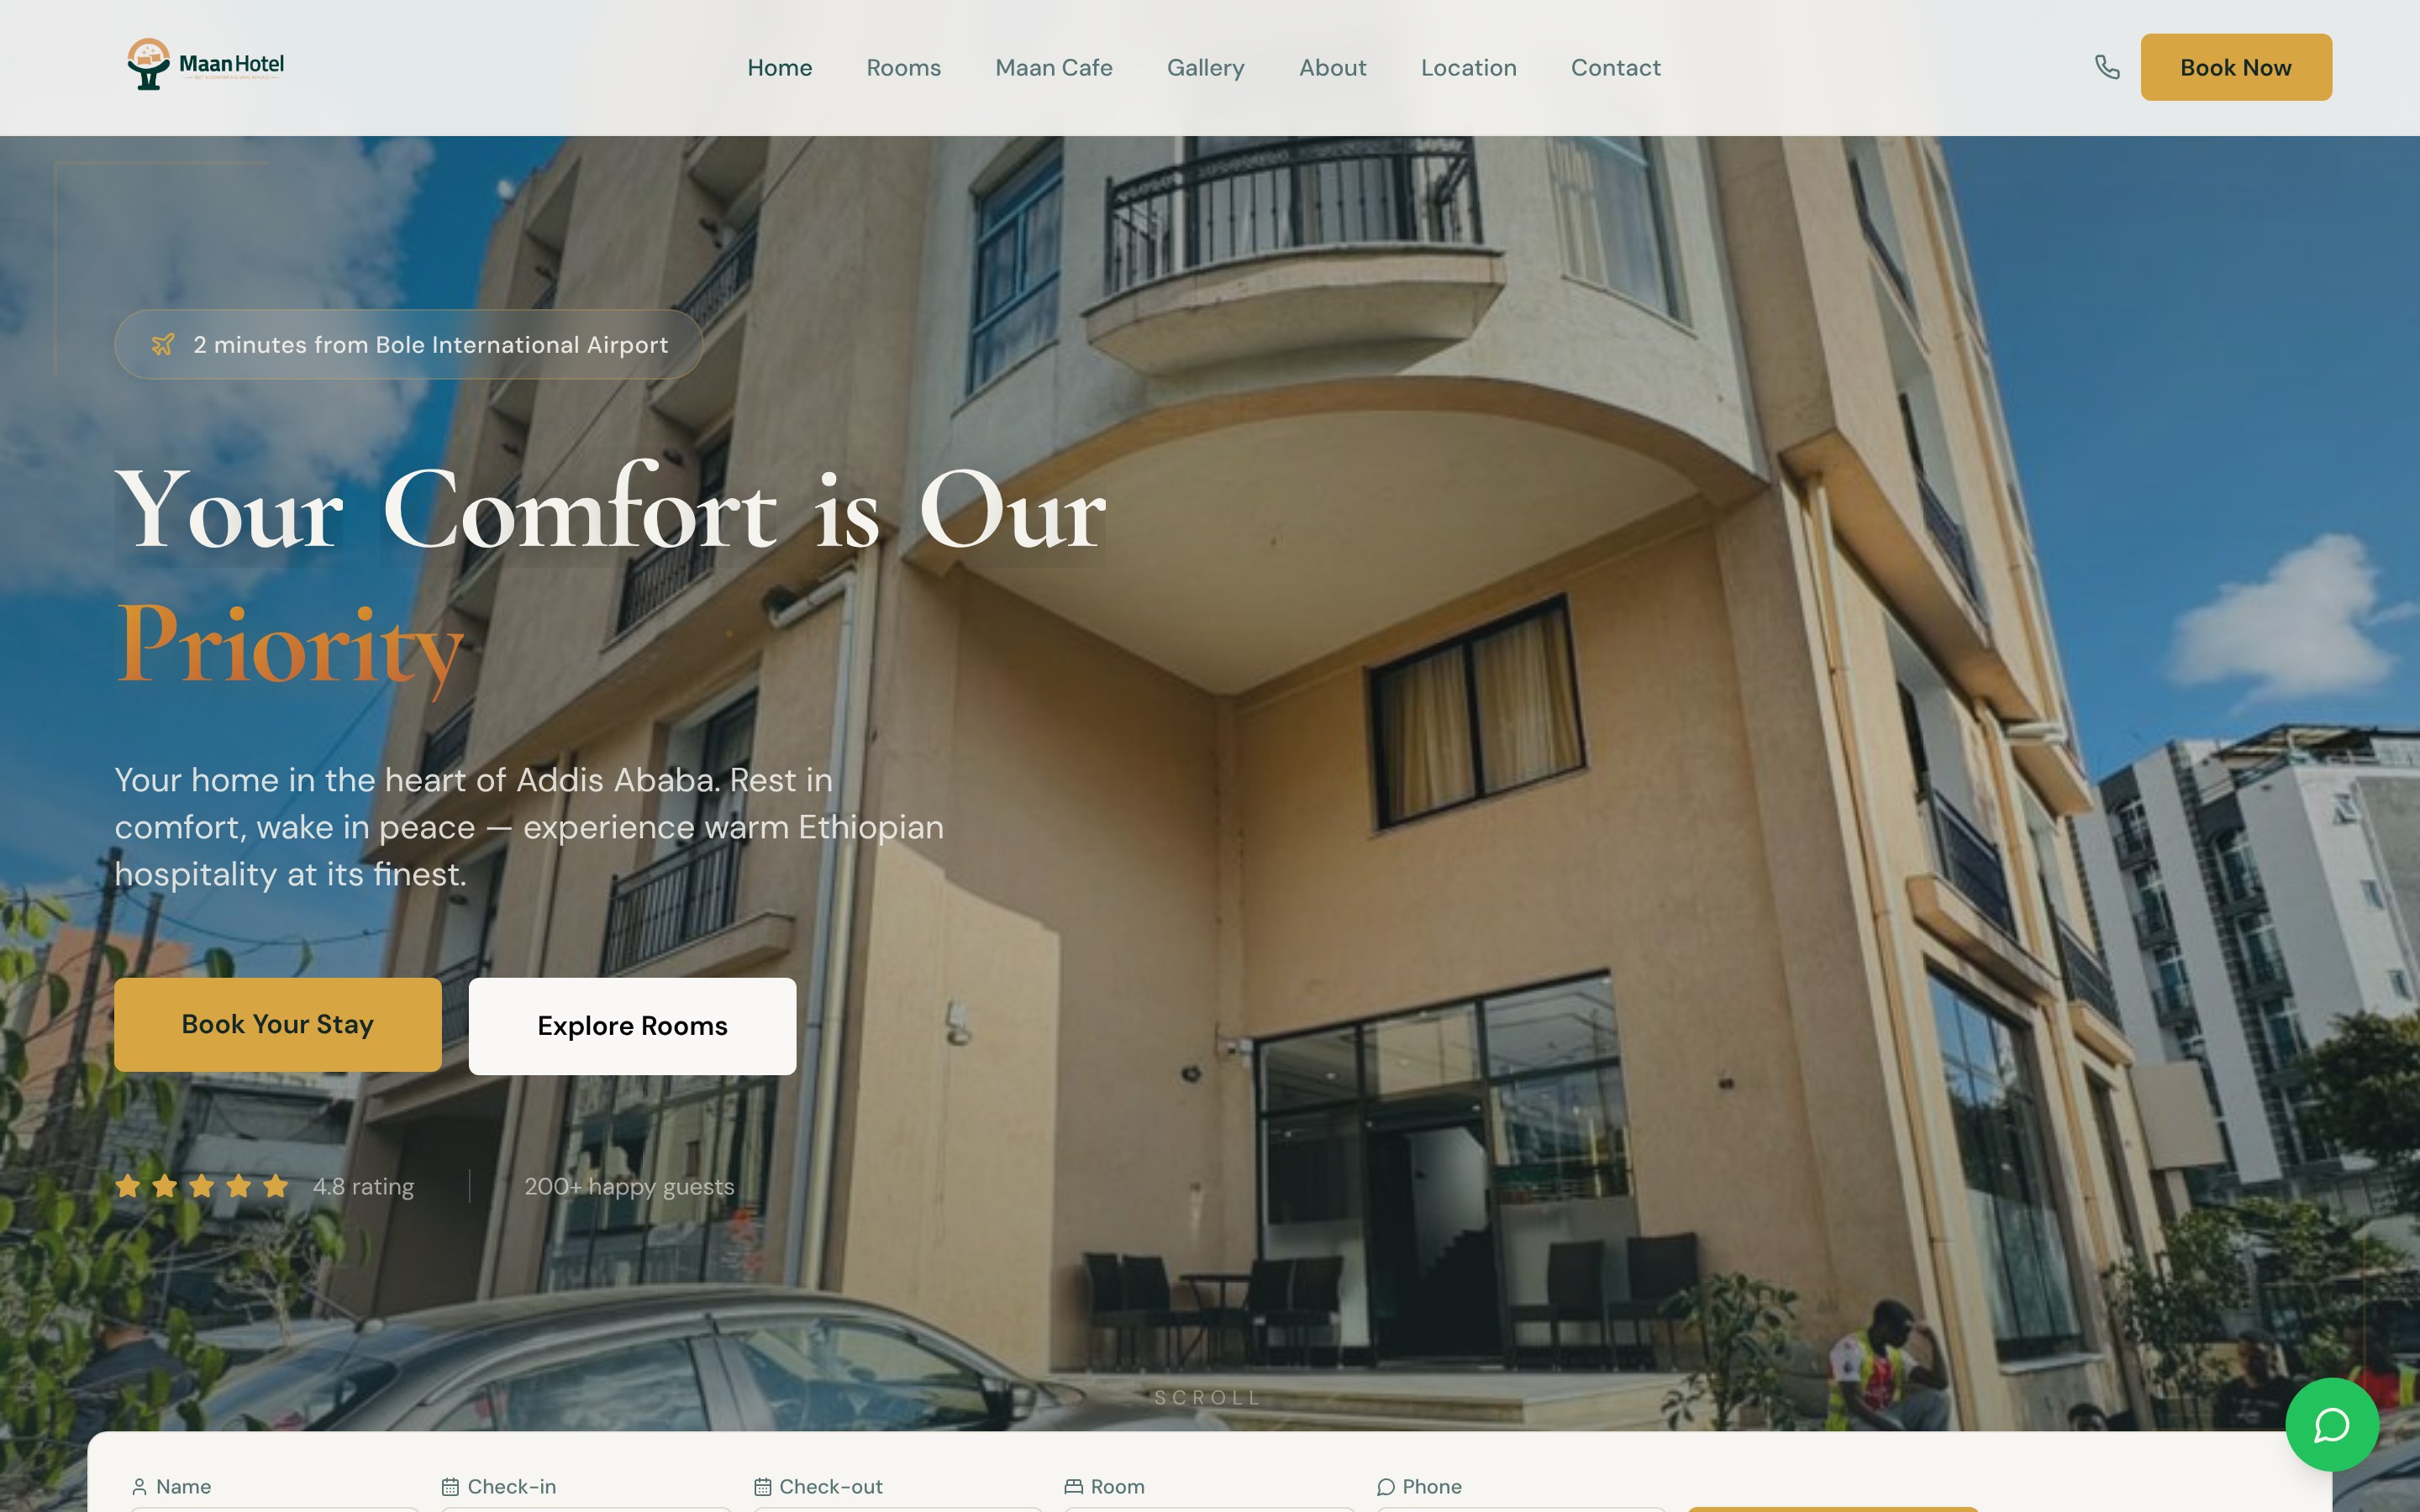 Maan Hotel
Home Rooms Maan Cafe Gallery About Location Contact
Book Now
2 minutes from Bole International Airport
Your Comfort is Our
Priority
Your home in the heart of Addis Ababa. Rest in
comfort, wake in peace — experience warm Ethiopian
hospitality at its finest.
Book Your Stay Explore Rooms
4.8 rating 200+ happy guests
SCROLL
Name Check-in Check-out Room Phone